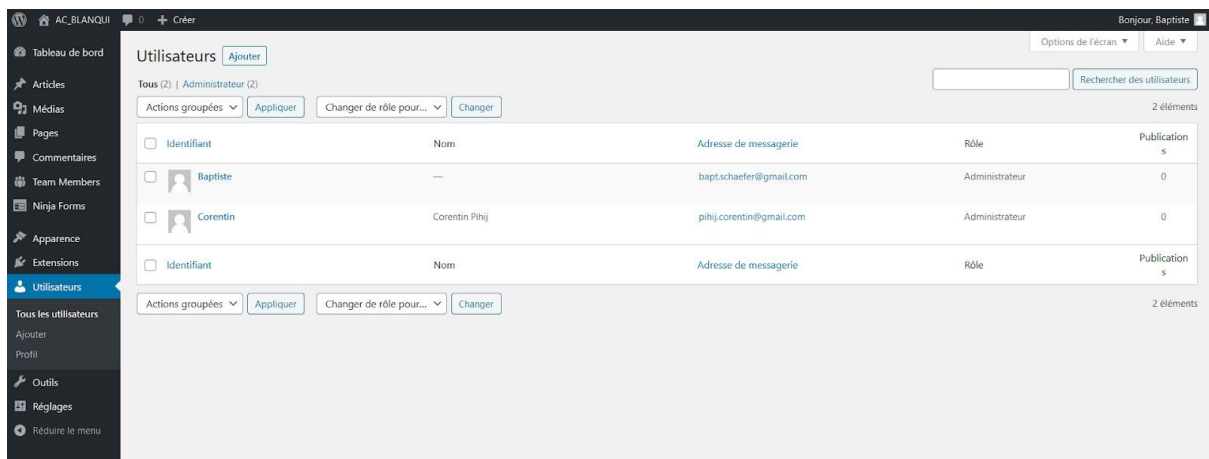 AC_BLANQUI 0 + Créer Bonjour, Baptiste
Tableau de bord
Articles
Médias
Pages
Commentaires
Team Members
Ninja Forms
Apparence
Extensions
Utilisateurs
Tous les utilisateurs
Ajouter
Profil
Outils
Réglages
Réduire le menu
Options de l'écran ▼ Aide ▼
Utilisateurs Ajouter
Tous (2) | Administrateur (2)
Rechercher des utilisateurs
Actions groupées Appliquer Changer de rôle pour... Changer 2 éléments
Identifiant Nom Adresse de messagerie Rôle Publication
s
Baptiste — bapt.schaefer@gmail.com Administrateur 0
Corentin Corentin Pihij pihij.corentin@gmail.com Administrateur 0
Identifiant Nom Adresse de messagerie Rôle Publication
s
Actions groupées Appliquer Changer de rôle pour... Changer 2 éléments